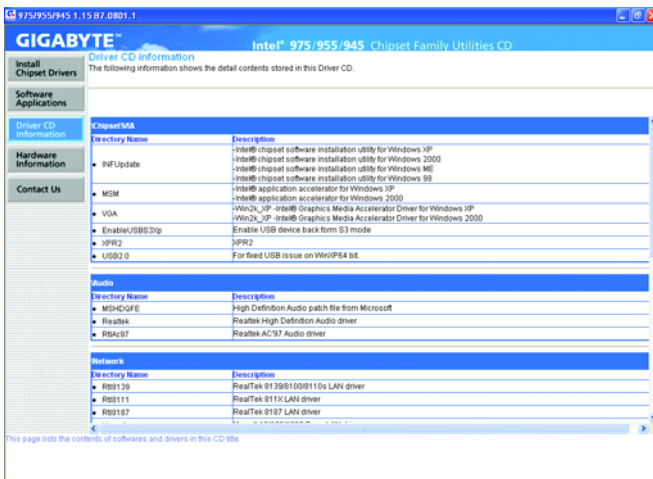 975/955/945 1.15 B7.0801.1
GIGABYTE™
Intel® 975/955/945 Chipset Family Utilities CD
Install
Chipset Drivers
Software
Applications
Driver CD
Information
Hardware
Information
Contact Us
Driver CD information
The following information shows the detail contents stored in this Driver CD.
\Chipset\IA
Directory Name Description
INFUpdate
-Intel® chipset software installation utility for Windows XP
-Intel® chipset software installation utility for Windows 2000
-Intel® chipset software installation utility for Windows ME
-Intel® chipset software installation utility for Windows 98
MSM
-Intel® application accelerator for Windows XP
-Intel® application accelerator for Windows 2000
VGA
-Win2k_XP -Intel® Graphics Media Accelerator Driver for Windows XP
-Win2k_XP -Intel® Graphics Media Accelerator Driver for Windows 2000
EnableUSBS3Xp Enable USB device back form S3 mode
XPR2 XPR2
USB2.0 For fixed USB issue on WinXP64 bit.
\Audio
Directory Name Description
MSHDQFE High Definition Audio patch file from Microsoft
Realtek Realtek High Definition Audio driver
RtlAc97 Realtek AC'97 Audio driver
\Network
Directory Name Description
Rtl8139 RealTek 8139/8100/8110s LAN driver
Rtl8111 RealTek 811X LAN driver
Rtl8187 RealTek 8187 LAN driver
This page lists the contents of softwares and drivers in this CD title.